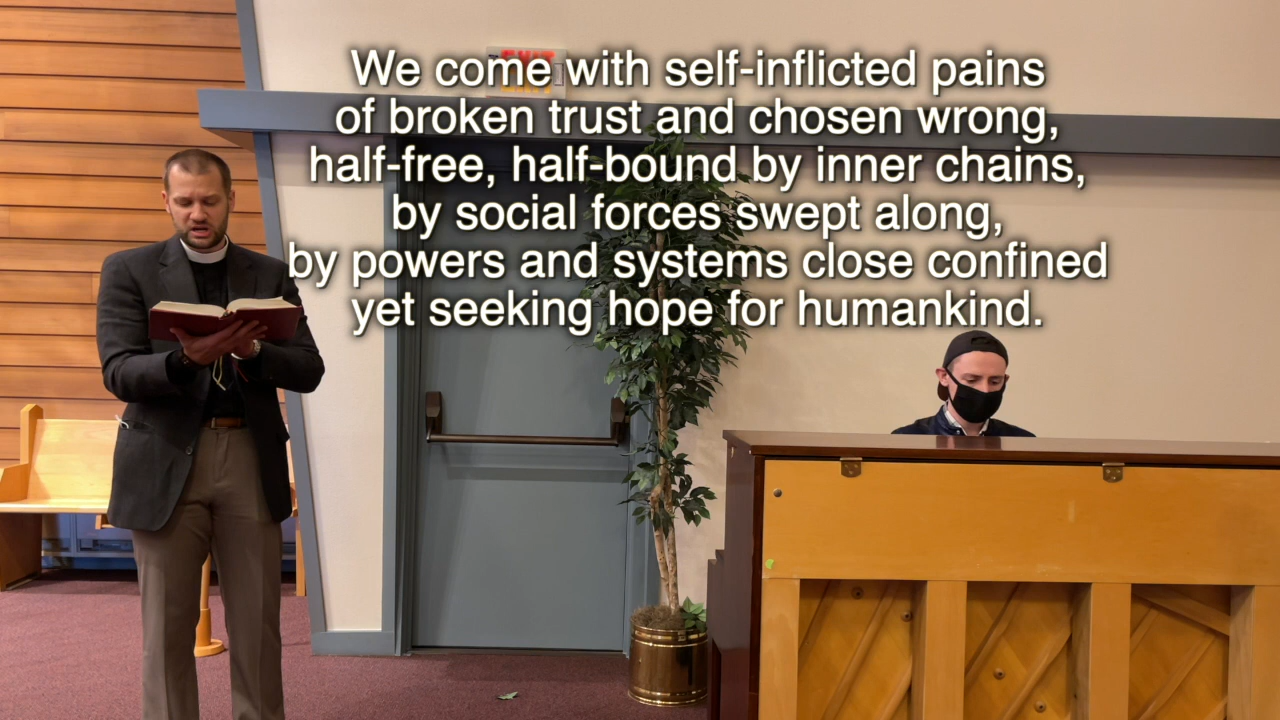 We come with self-inflicted pains
of broken trust and chosen wrong,
half-free, half-bound by inner chains,
by social forces swept along,
by powers and systems close confined
yet seeking hope for humankind.